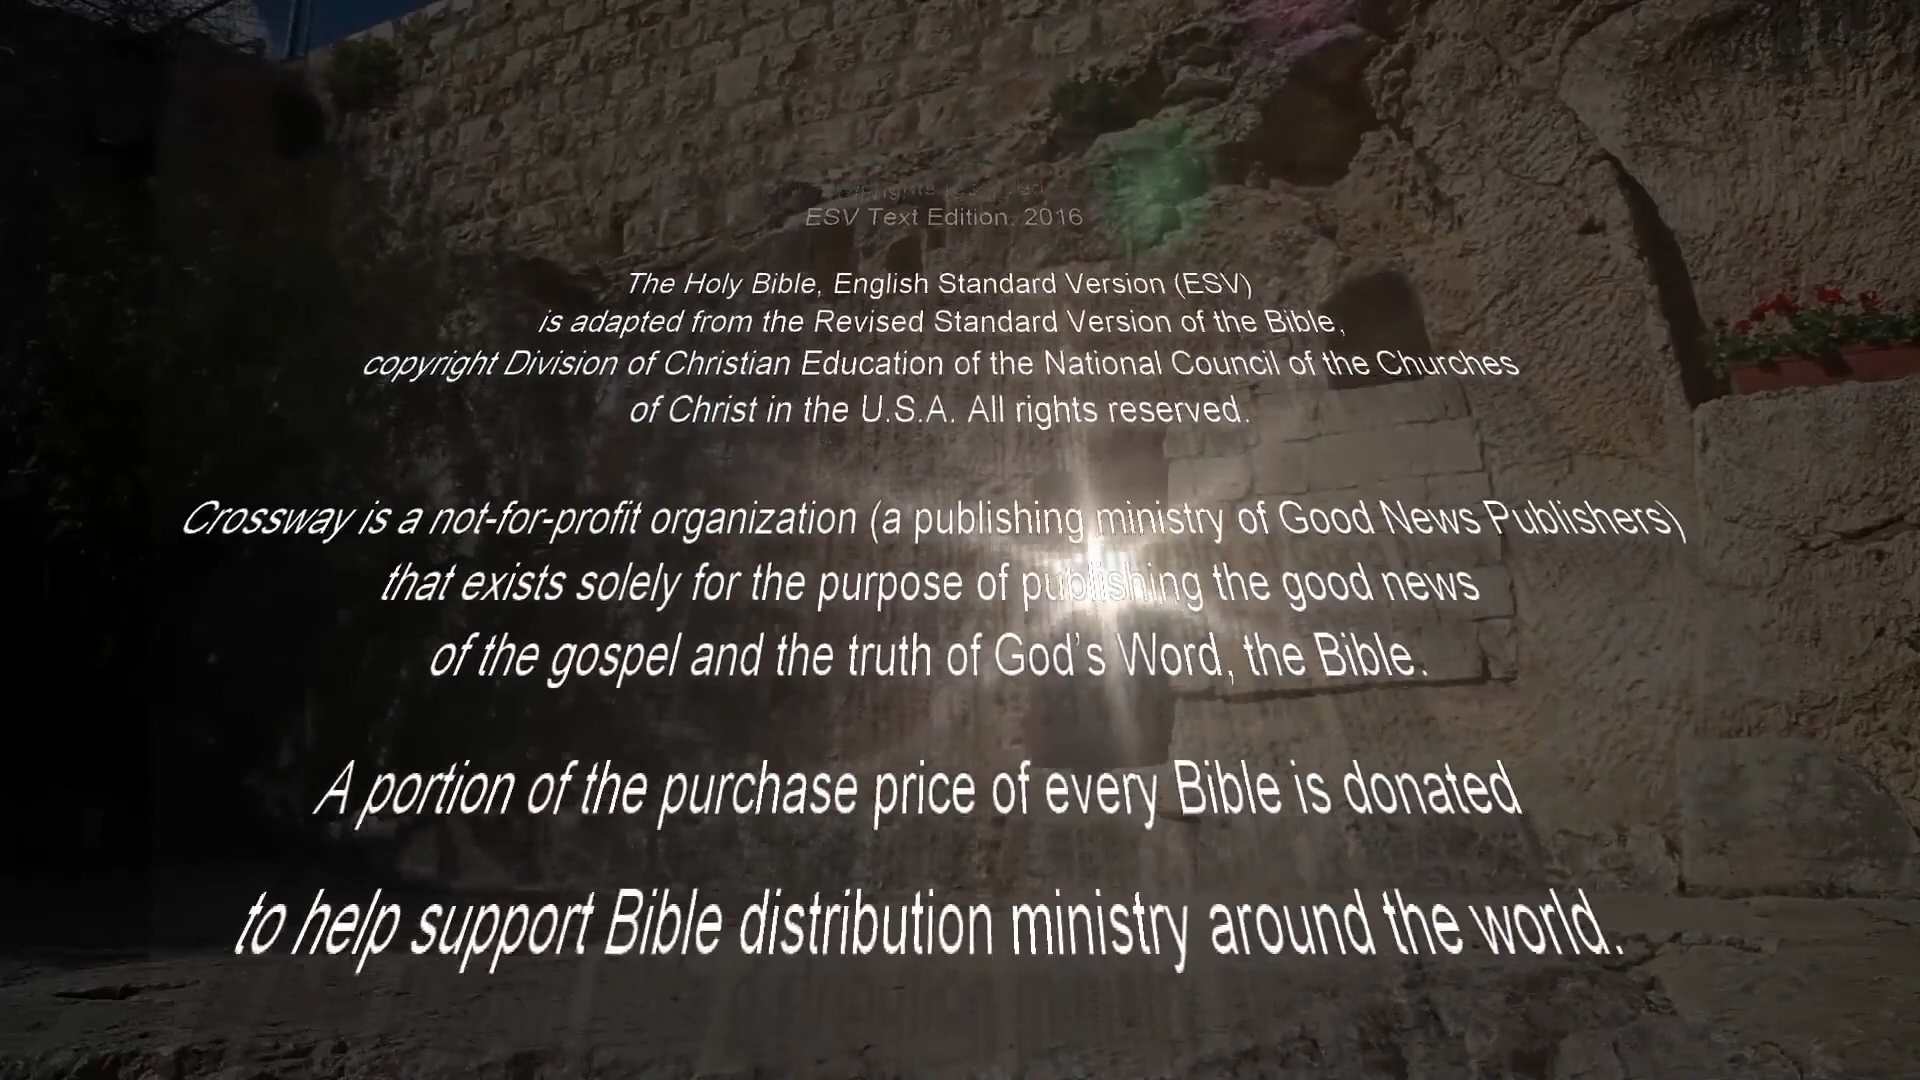 ESV Text Edition: 2016
The Holy Bible, English Standard Version (ESV)
is adapted from the Revised Standard Version of the Bible,
copyright Division of Christian Education of the National Council of the Churches
of Christ in the U.S.A. All rights reserved.
Crossway is a not-for-profit organization (a publishing ministry of Good News Publishers)
that exists solely for the purpose of publishing the good news
of the gospel and the truth of God’s Word, the Bible.
A portion of the purchase price of every Bible is donated
to help support Bible distribution ministry around the world.